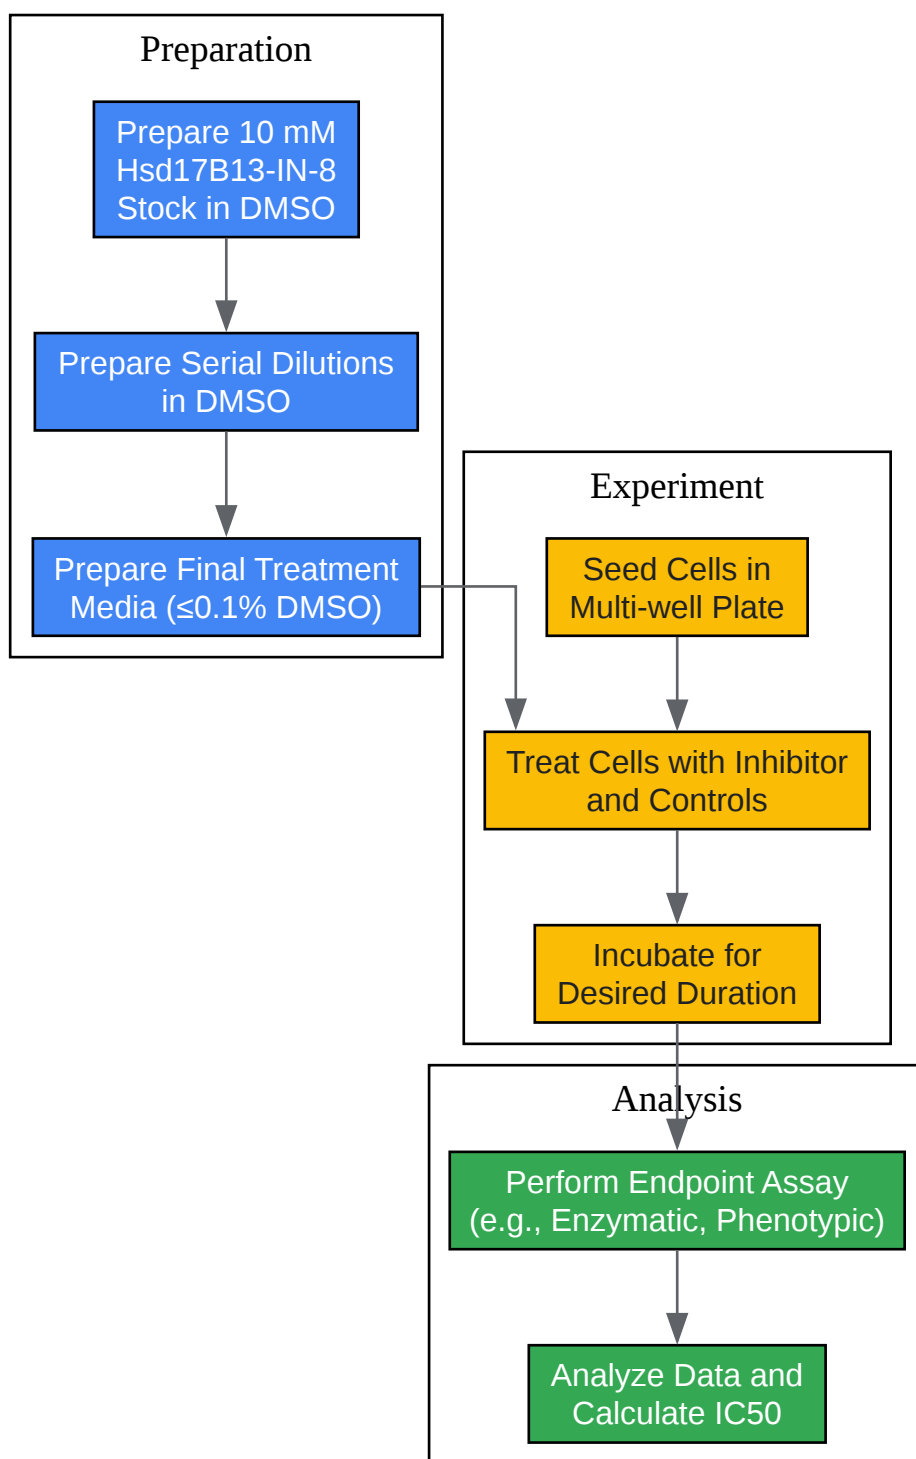 Preparation
Prepare 10 mM
Hsd17B13-IN-8
Stock in DMSO
Prepare Serial Dilutions
in DMSO
Prepare Final Treatment
Media (≤0.1% DMSO)
Experiment
Seed Cells in
Multi-well Plate
Treat Cells with Inhibitor
and Controls
Incubate for
Desired Duration
Analysis
Perform Endpoint Assay
(e.g., Enzymatic, Phenotypic)
Analyze Data and
Calculate IC50